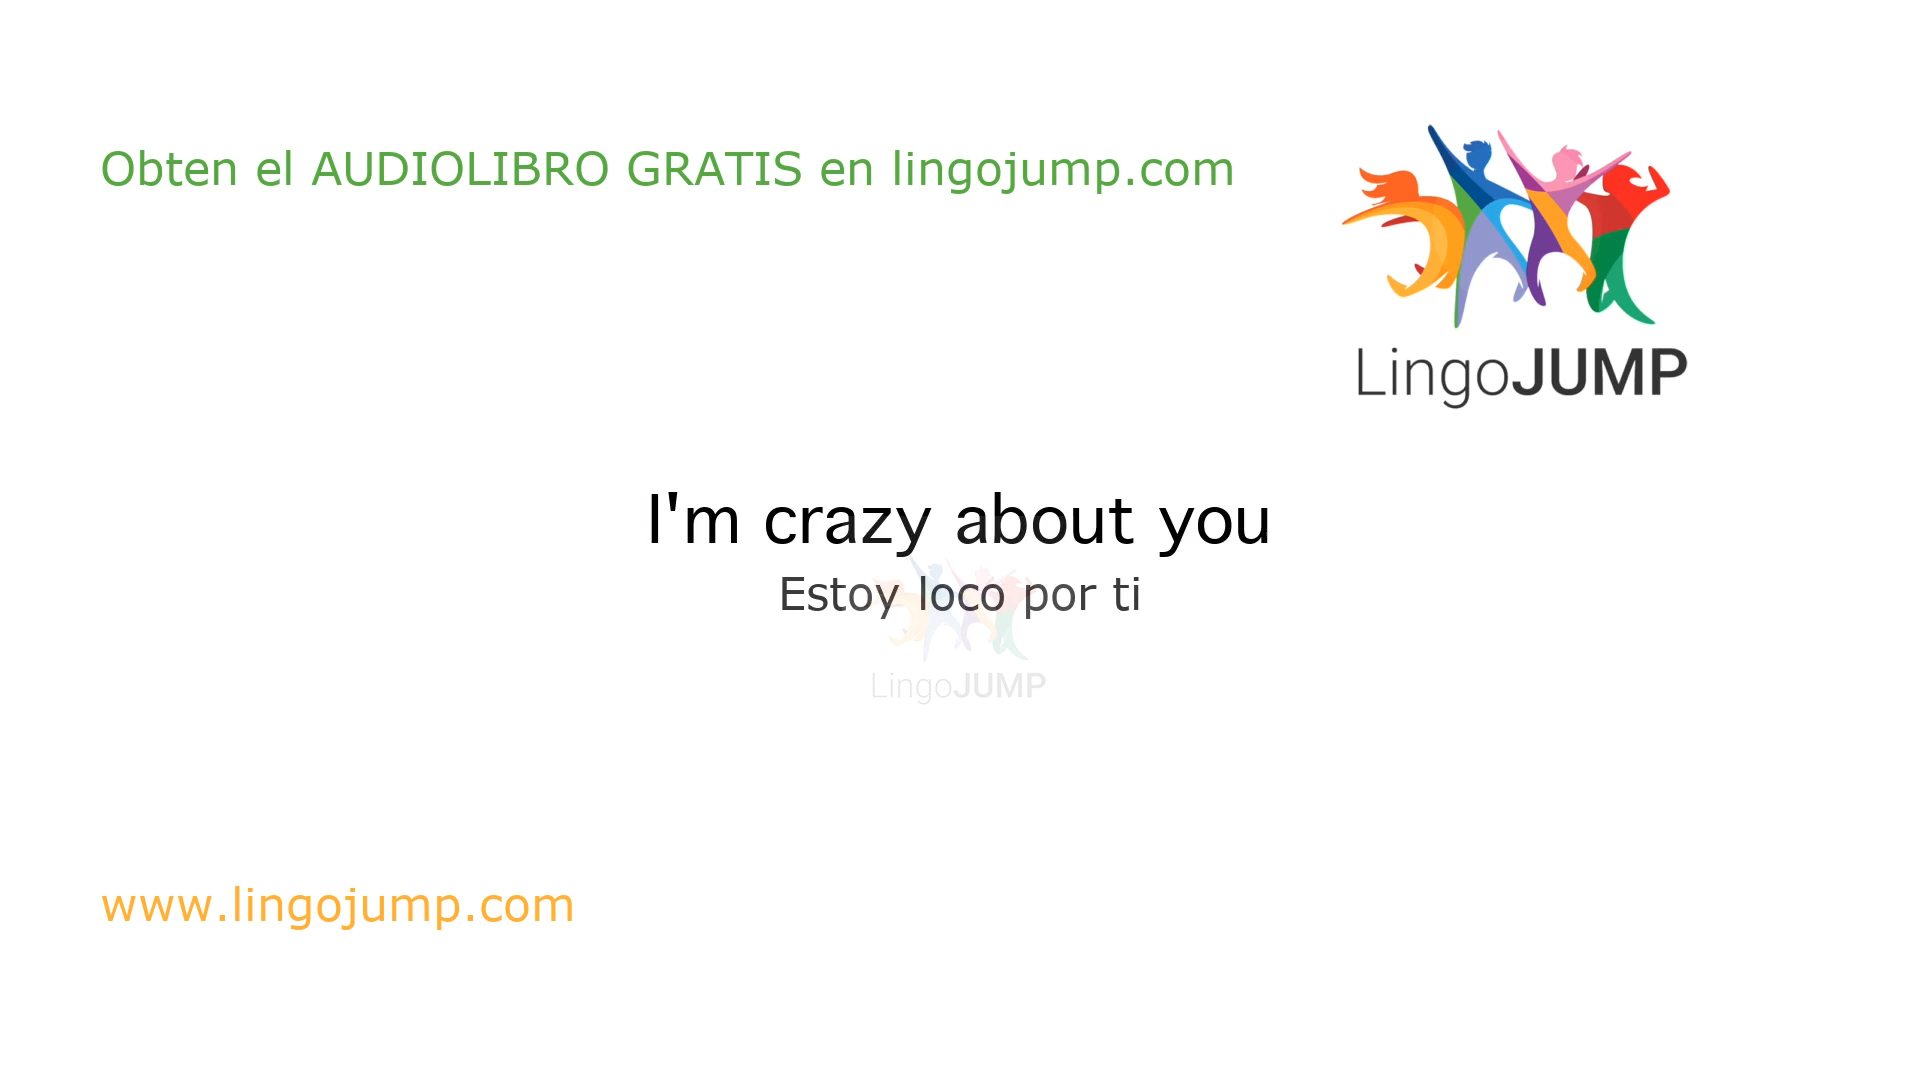 Obten el AUDIOLIBRO GRATIS en lingojump.com
LingoJUMP
I'm crazy about you
Estoy loco por ti
LingoJUMP
www.lingojump.com